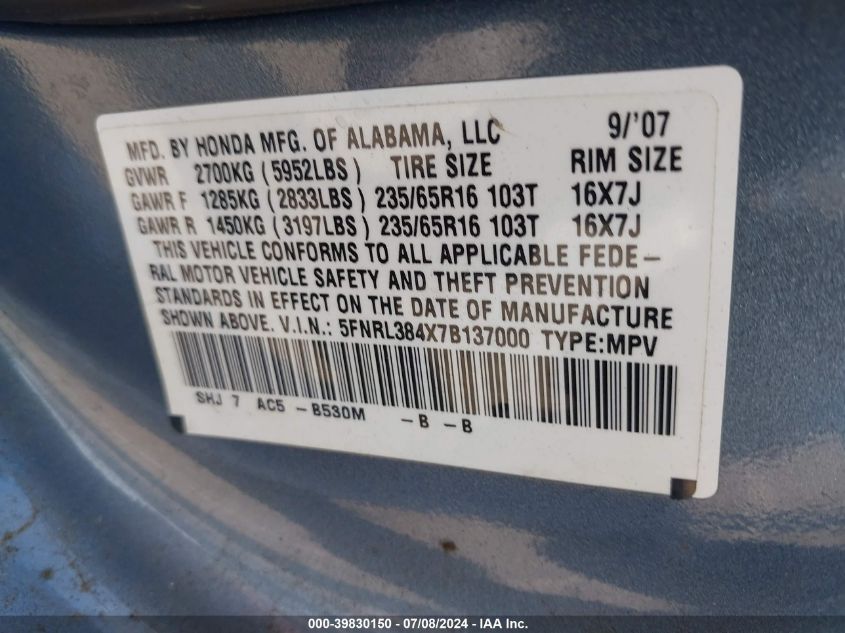 MFD. BY HONDA MFG. OF ALABAMA, LLC 9/'07
GVWR 2700KG (5952LBS) TIRE SIZE RIM SIZE
GAWR F 1285KG (2833LBS) 235/65R16 103T 16X7J
GAWR R 1450KG (3197LBS) 235/65R16 103T 16X7J
THIS VEHICLE CONFORMS TO ALL APPLICABLE FEDE-
RAL MOTOR VEHICLE SAFETY AND THEFT PREVENTION
STANDARDS IN EFFECT ON THE DATE OF MANUFACTURE
SHOWN ABOVE. V.I.N.: 5FNRL384X7B137000 TYPE:MPV
SHJ 7 AC5 -B530M -B -B
000-39830150 | 07/08/2024 - IAA Inc.